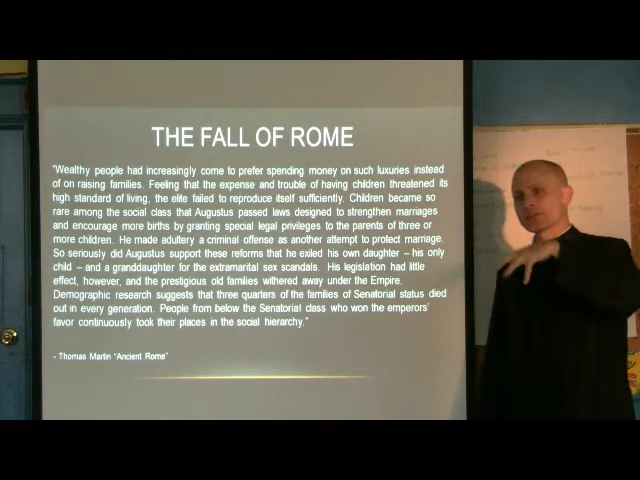 THE FALL OF ROME
"Wealthy people had increasingly come to prefer spending money on such luxuries instead
of on raising families. Feeling that the expense and trouble of having children threatened its
high standard of living, the elite failed to reproduce itself sufficiently. Children became so
rare among the social class that Augustus passed laws designed to strengthen marriages
and encourage more births by granting special legal privileges to the parents of three or
more children. He made adultery a criminal offense as another attempt to protect marriage.
So seriously did Augustus support these reforms that he exiled his own daughter – his only
child – and a granddaughter for the extramarital sex scandals. His legislation had little
effect, however, and the prestigious old families withered away under the Empire.
Demographic research suggests that three quarters of the families of Senatorial status died
out in every generation. People from below the Senatorial class who won the emperors'
favor continuously took their places in the social hierarchy."
- Thomas Martin "Ancient Rome"